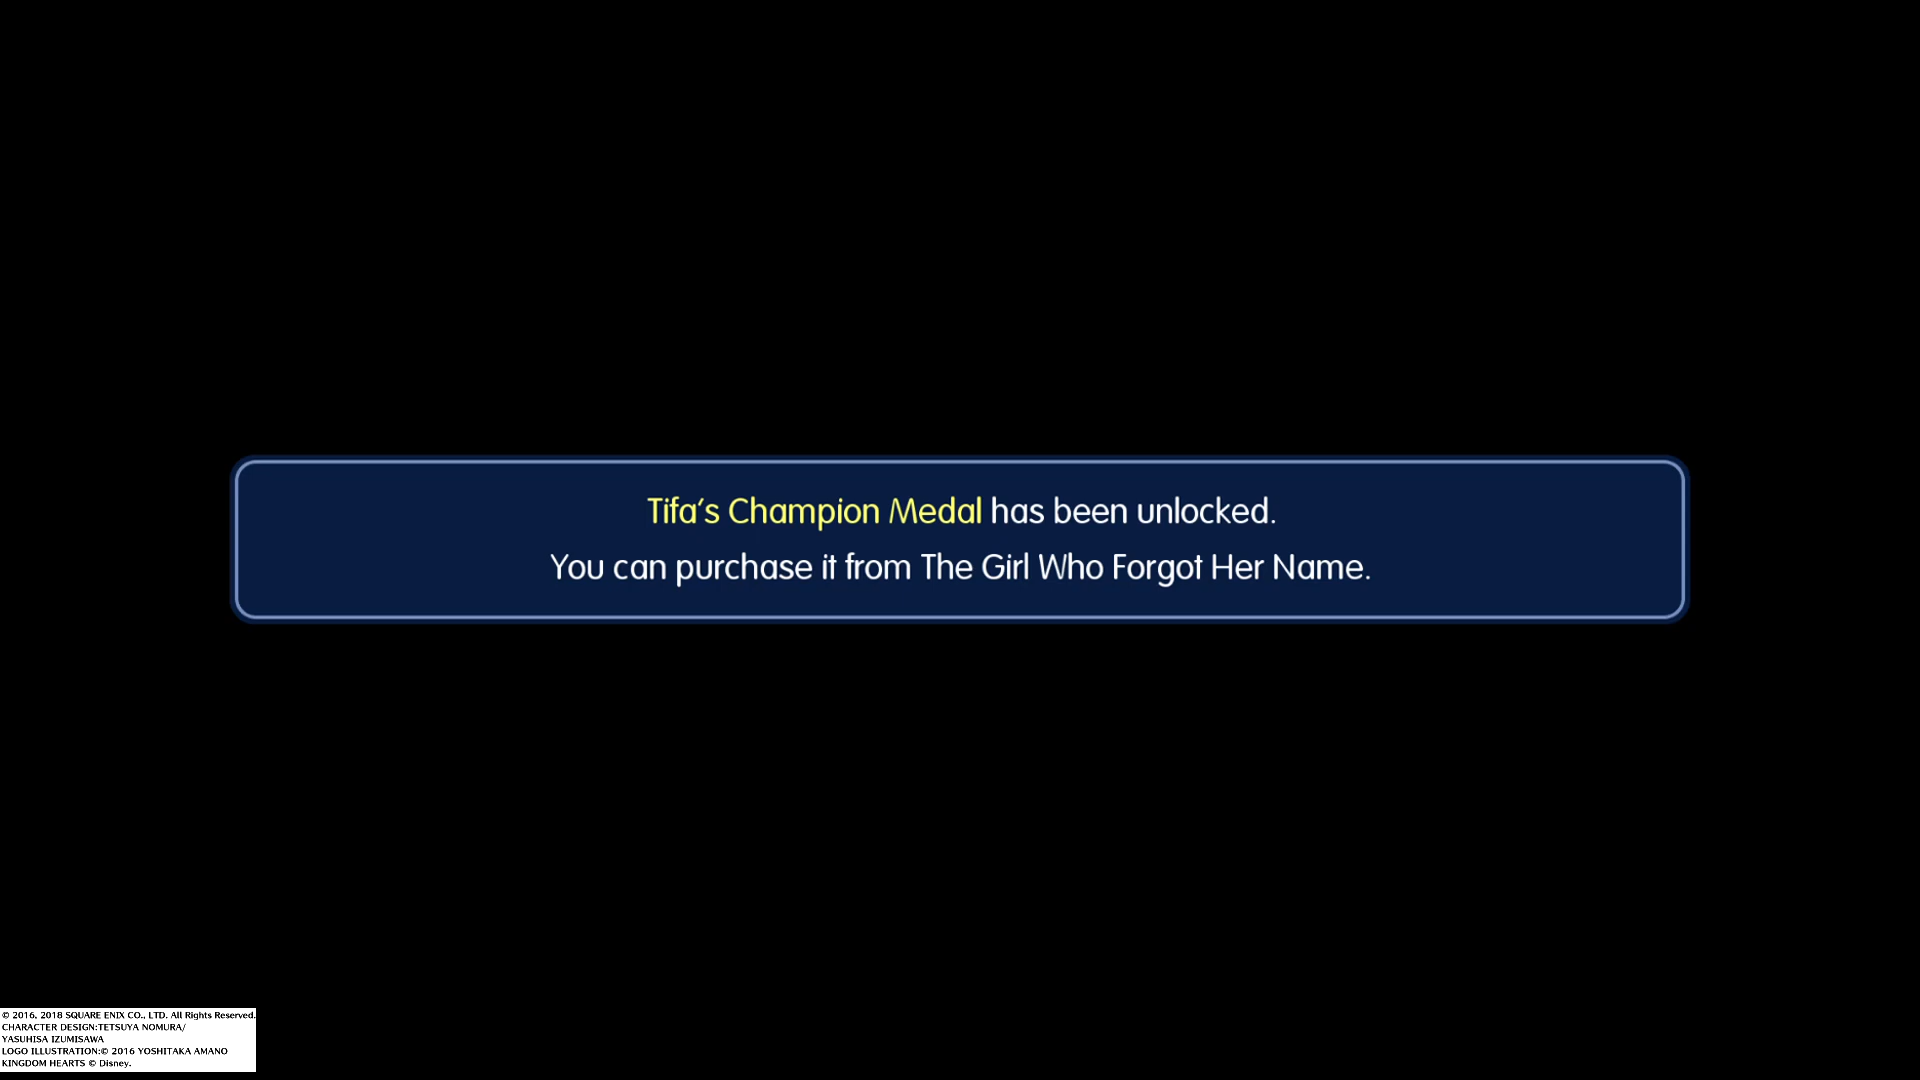 Tifa's Champion Medal has been unlocked.
You can purchase it from The Girl Who Forgot Her Name.
© 2016, 2018 SQUARE ENIX CO., LTD. All Rights Reserved.
CHARACTER DESIGN:TETSUYA NOMURA/
YASUHISA IZUMISAWA
LOGO ILLUSTRATION:© 2016 YOSHITAKA AMANO
KINGDOM HEARTS © Disney.